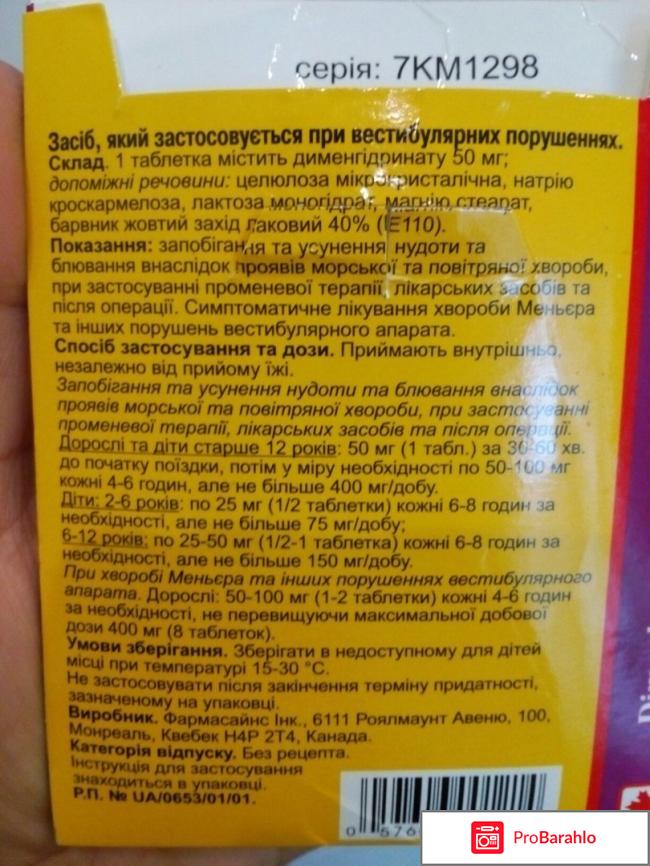 серія: 7КМ1298
Засіб, який застосовується при вестибулярних порушеннях.
Склад. 1 таблетка містить дименгідринату 50 мг;
допоміжні речовини: целюлоза мікрокристалічна, натрію
кроскармелоза, лактоза моногідрат, магнію стеарат,
барвник жовтий захід лаковий 40% (Е110).
Показання: запобігання та усунення нудоти та
блювання внаслідок проявів морської та повітряної хвороби,
при застосуванні променевої терапії, лікарських засобів та
після операції. Симптоматичне лікування хвороби Меньєра
та інших порушень вестибулярного апарата.
Спосіб застосування та дози. Приймають внутрішньо,
незалежно від прийому їжі.
Запобігання та усунення нудоти та блювання внаслідок
проявів морської та повітряної хвороби, при застосуванні
променевої терапії, лікарських засобів та після операції.
Дорослі та діти старше 12 років: 50 мг (1 табл.) за 30-60 хв.
до початку поїздки, потім у міру необхідності по 50-100 мг
кожні 4-6 годин, але не більше 400 мг/добу.
Діти: 2-6 років: по 25 мг (1/2 таблетки) кожні 6-8 годин за
необхідності, але не більше 75 мг/добу;
6-12 років: по 25-50 мг (1/2-1 таблетка) кожні 6-8 годин за
необхідності, але не більше 150 мг/добу.
При хворобі Меньєра та інших порушеннях вестибулярного
апарата. Дорослі: 50-100 мг (1-2 таблетки) кожні 4-6 годин
за необхідності, не перевищуючи максимальної добової
дози 400 мг (8 таблеток).
Умови зберігання. Зберігати в недоступному для дітей
місці при температурі 15-30 °С.
Не застосовувати після закінчення терміну придатності,
зазначеному на упаковці.
Виробник. Фармасайнс Інк., 6111 Роялмаунт Авеню, 100,
Монреаль, Квебек Н4Р 2Т4, Канада.
Категорія відпуску. Без рецепта.
Інструкція для застосування
знаходиться в упаковці.
Р.П. № UA/0653/01/01.
0 576
ProBarahlo